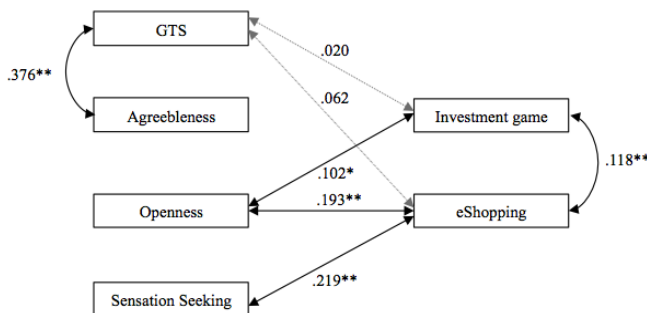 GTS
.020
.376**
.062
Agreebleness
Investment game
.118**
.102*
.193**
Openness
eShopping
.219**
Sensation Seeking